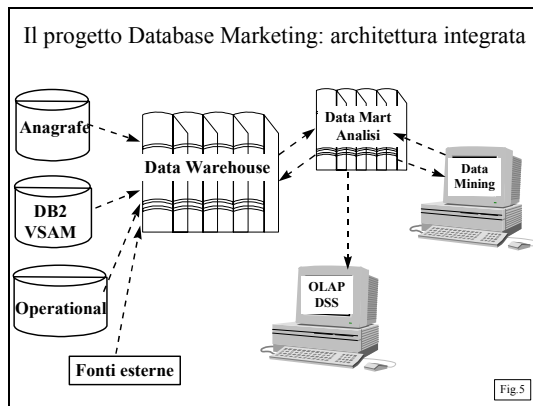 Il progetto Database Marketing: architettura integrata
Anagrafe
DB2
VSAM
Operational
Fonti esterne
Data Warehouse
Data Mart
Analisi
Data
Mining
OLAP
DSS
Fig.5